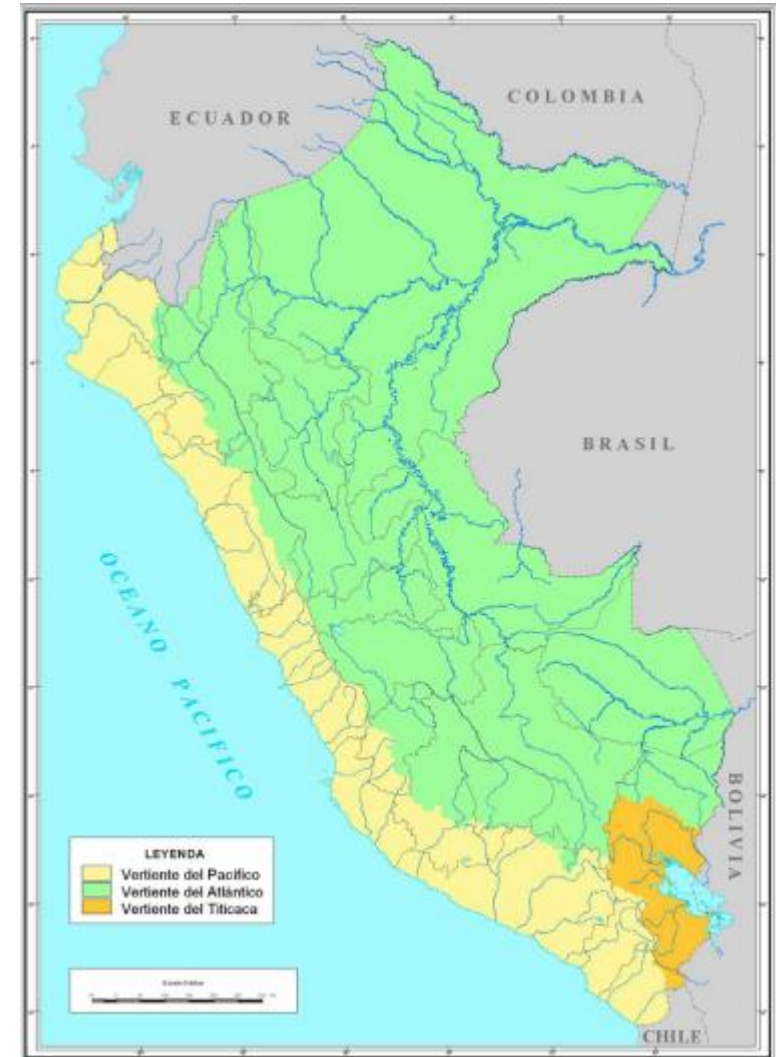 ECUADOR
COLOMBIA
BRASIL
OCEANO PACIFICO
BOLIVIA
LEYENDA
Vertiente del Pacífico
Vertiente del Atlántico
Vertiente del Titicaca
CHILE